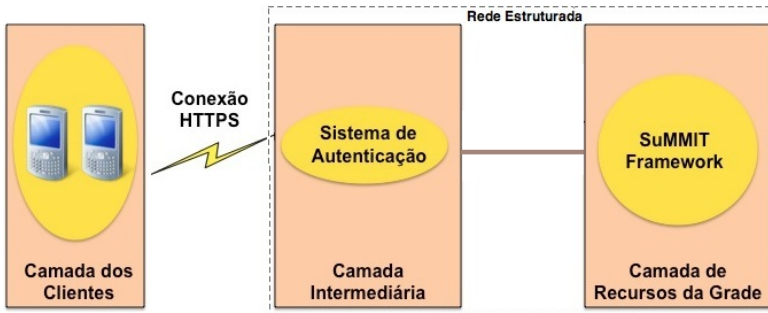 Rede Estruturada
Conexão
HTTPS
Sistema de
Autenticação
SuMMIT
Framework
Camada dos
Clientes
Camada
Intermediária
Camada de
Recursos da Grade